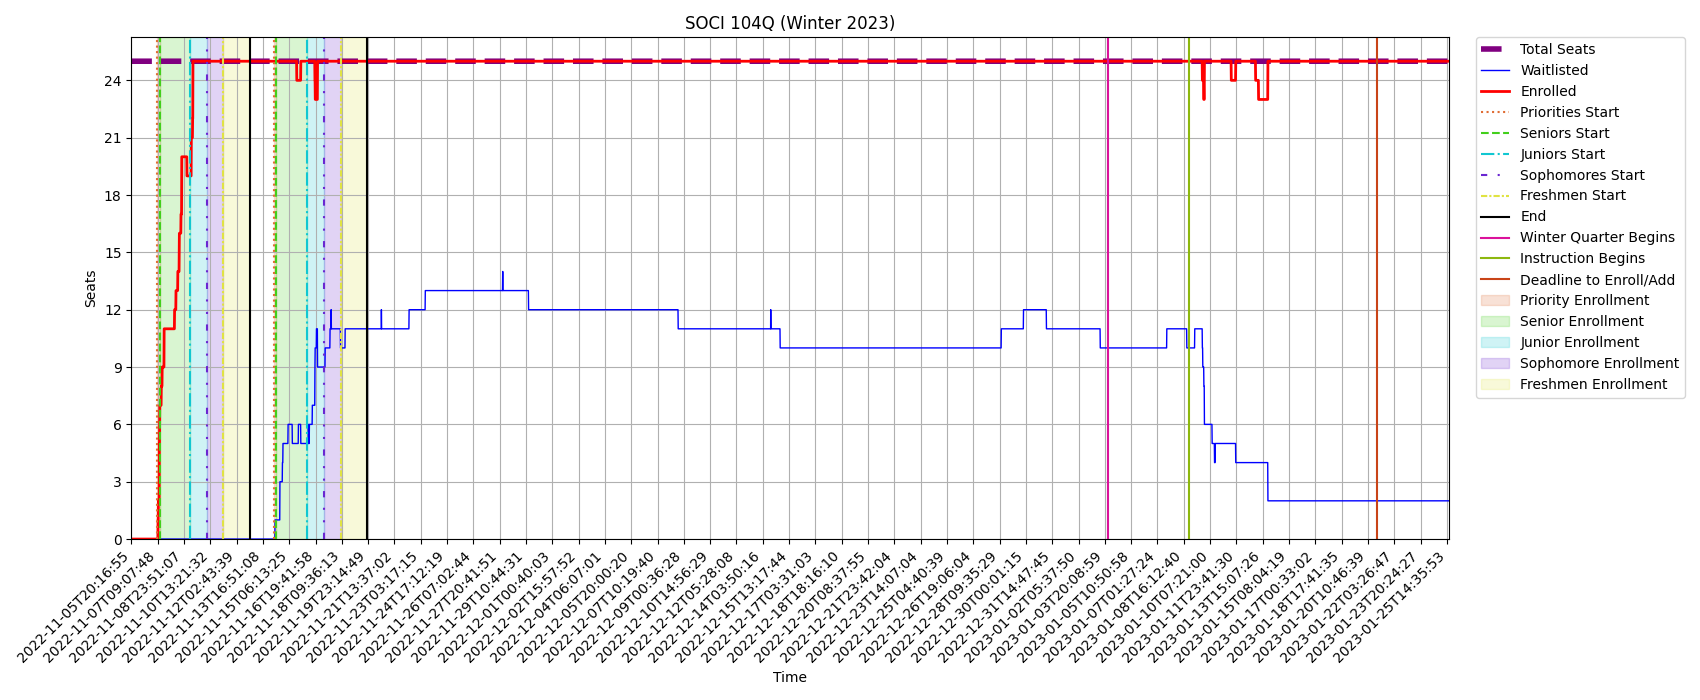 SOCI 104Q (Winter 2023)
Seats
24
21
18
15
12
9
6
3
0
2022-11-05T20:16:55
2022-11-07T09:07:48
2022-11-08T23:51:07
2022-11-10T13:21:32
2022-11-12T02:43:39
2022-11-13T16:51:08
2022-11-15T06:13:25
2022-11-16T19:41:58
2022-11-18T09:36:13
2022-11-19T23:14:49
2022-11-21T13:37:02
2022-11-23T03:17:15
2022-11-24T17:12:19
2022-11-26T07:02:44
2022-11-27T20:41:51
2022-11-29T10:44:31
2022-12-01T00:40:03
2022-12-02T15:57:52
2022-12-04T06:07:01
2022-12-05T20:00:20
2022-12-07T10:19:40
2022-12-09T00:36:28
2022-12-10T14:56:29
2022-12-12T05:28:08
2022-12-14T03:50:16
2022-12-15T13:17:44
2022-12-17T03:31:03
2022-12-18T18:16:10
2022-12-20T08:37:55
2022-12-21T23:42:04
2022-12-23T14:07:04
2022-12-25T04:40:39
2022-12-26T19:06:04
2022-12-28T09:35:29
2022-12-30T00:01:15
2022-12-31T14:47:45
2023-01-02T05:37:50
2023-01-03T20:08:59
2023-01-05T10:50:58
2023-01-07T01:27:24
2023-01-08T16:12:40
2023-01-10T07:21:00
2023-01-11T23:41:30
2023-01-13T15:07:26
2023-01-15T08:04:19
2023-01-17T00:33:02
2023-01-18T17:41:35
2023-01-20T10:46:39
2023-01-22T03:26:47
2023-01-23T20:24:27
2023-01-25T14:35:53
Time
Total Seats
Waitlisted
Enrolled
Priorities Start
Seniors Start
Juniors Start
Sophomores Start
Freshmen Start
End
Winter Quarter Begins
Instruction Begins
Deadline to Enroll/Add
Priority Enrollment
Senior Enrollment
Junior Enrollment
Sophomore Enrollment
Freshmen Enrollment